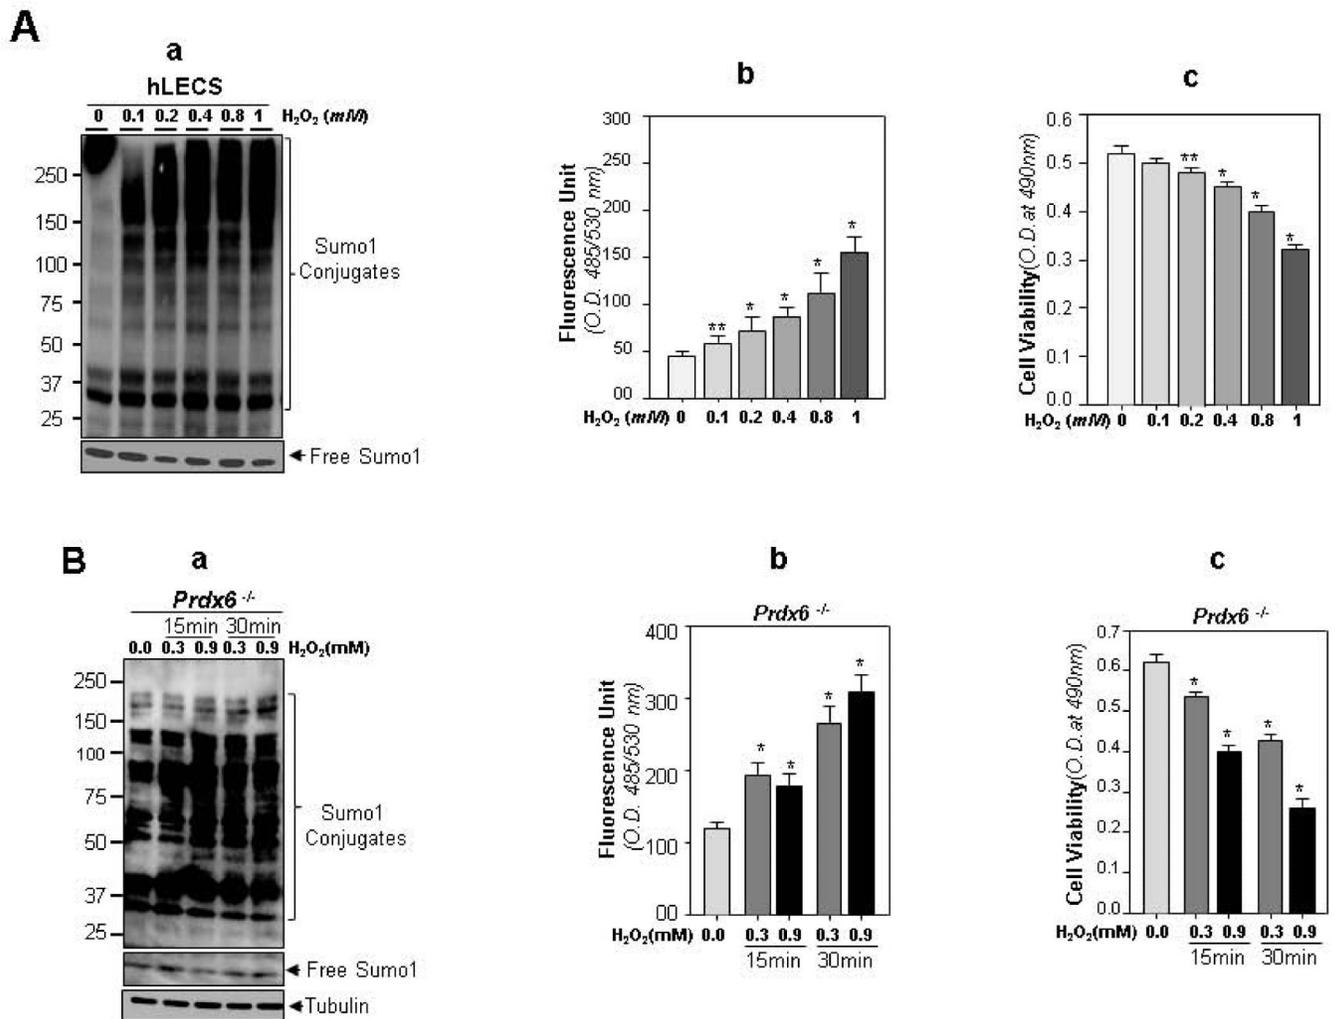 A
a
hLECS
0 0.1 0.2 0.4 0.8 1 H₂O₂ (mM)
250
150
100
75
50
37
25
Sumo1
Conjugates
Free Sumo1
b
Fluorescence Unit
(O.D. 485/530 nm)
300
250
200
150
100
50
00
** * * * *
H₂O₂ (mM) 0 0.1 0.2 0.4 0.8 1
c
Cell Viability(O.D.at 490nm)
0.6
0.5
0.4
0.3
0.2
0.1
0.0
** * * *
H₂O₂ (mM) 0 0.1 0.2 0.4 0.8 1
B
a
Prdx6 -/-
15min 30min
0.0 0.3 0.9 0.3 0.9 H₂O₂(mM)
250
150
100
75
50
37
25
Sumo1
Conjugates
Free Sumo1
Tubulin
b
Prdx6 -/-
Fluorescence Unit
(O.D. 485/530 nm)
400
300
200
100
00
* * * *
H₂O₂(mM) 0.0 0.3 0.9 0.3 0.9
15min 30min
c
Prdx6 -/-
Cell Viability(O.D.at 490nm)
0.7
0.6
0.5
0.4
0.3
0.2
0.1
0.0
* * * *
H₂O₂(mM) 0.0 0.3 0.9 0.3 0.9
15min 30min